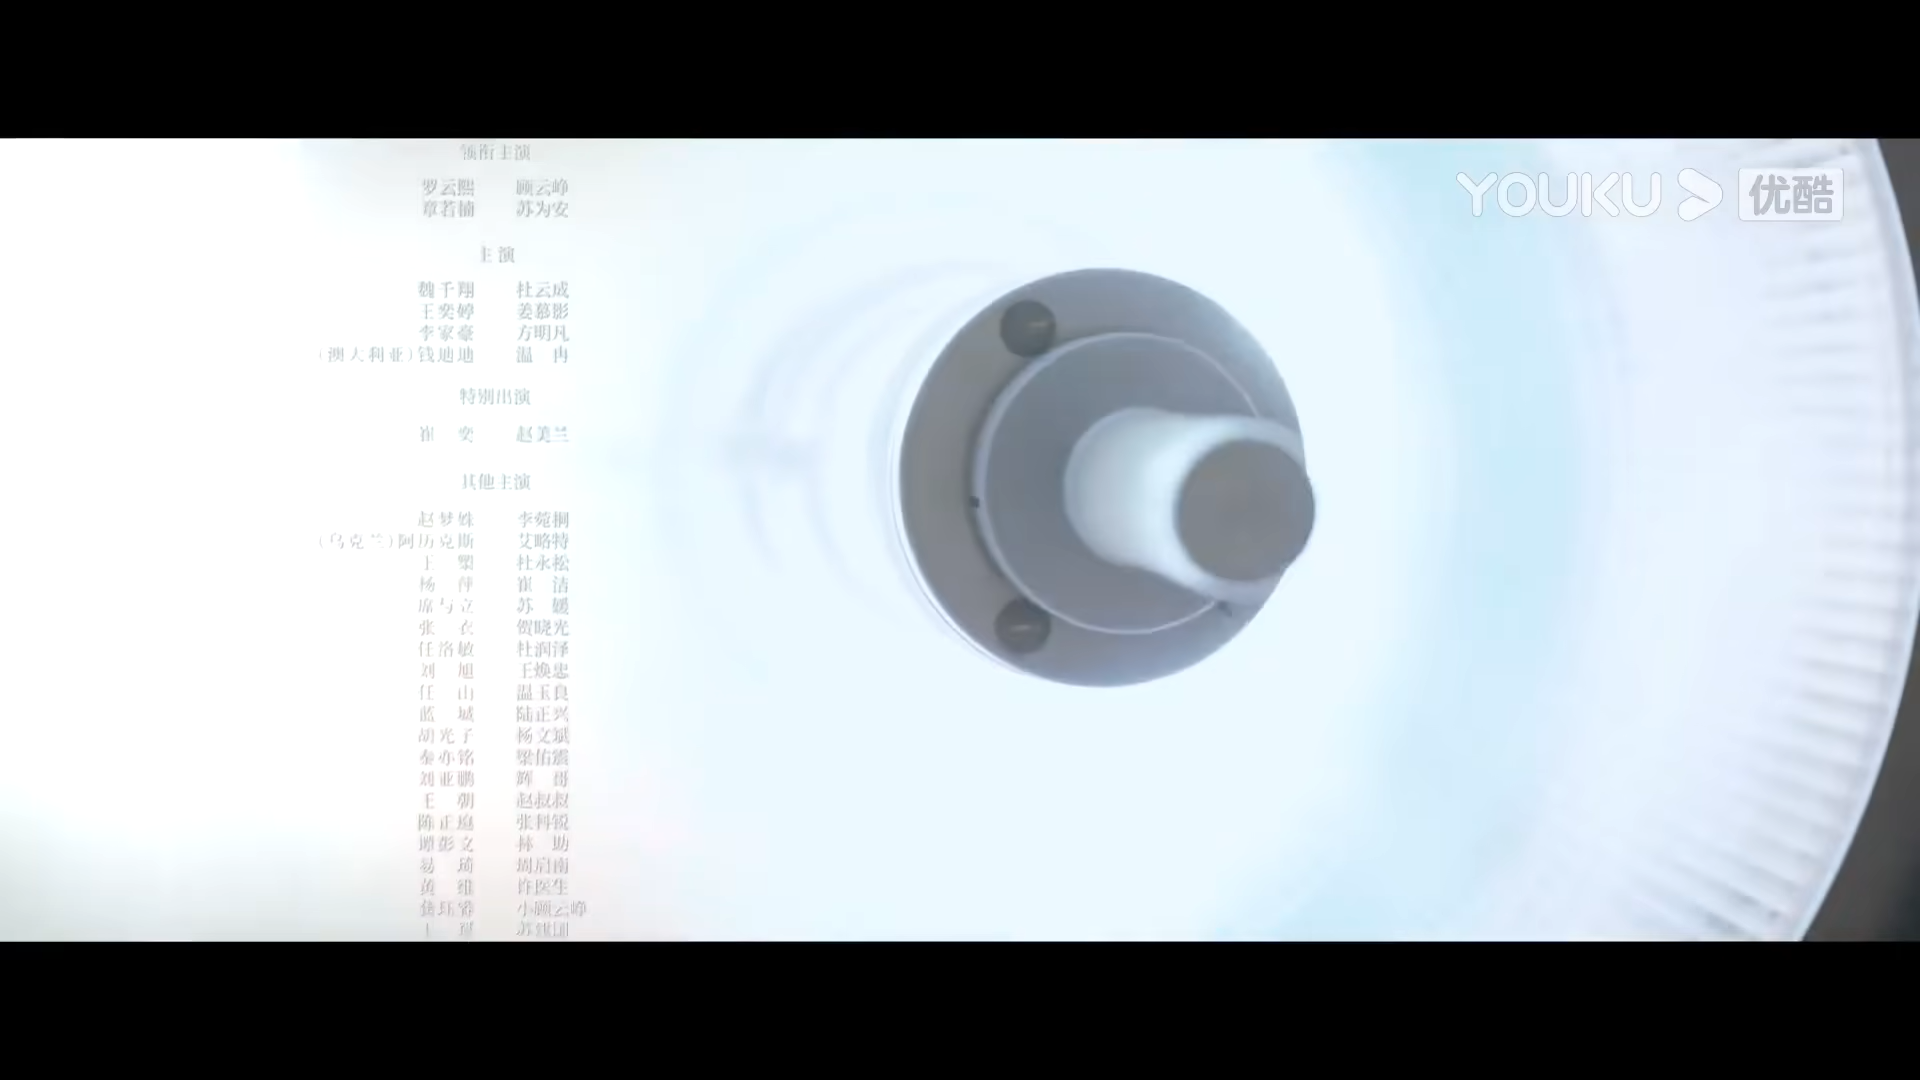 领衔主演
YOUKU 优酷
罗云熙 顾云峥
章若楠 苏为安
主 演
魏千翔 杜云成
王奕婷 姜慕影
李家豪 方明凡
(澳大利亚)钱迪迪 温 冉
特别出演
崔 奕 赵美兰
其他主演
赵梦姝 李菀桐
(乌克兰)阿历克斯 艾略特
王 杜永松
杨 萍 崔 洁
席与立 苏 媛
张 衣 贺晓光
任洛敏 杜润泽
刘 旭 王焕忠
任 山 温玉良
蓝 城 陆正兴
胡光子 杨文斌
秦亦铭 梁佑震
刘亚鹏 辉 哥
王 朝 赵叔叔
陈正 张科锐
谭彭文 林 助
易 琦 周启南
黄 维 许医生
小顾云峥
苏建国